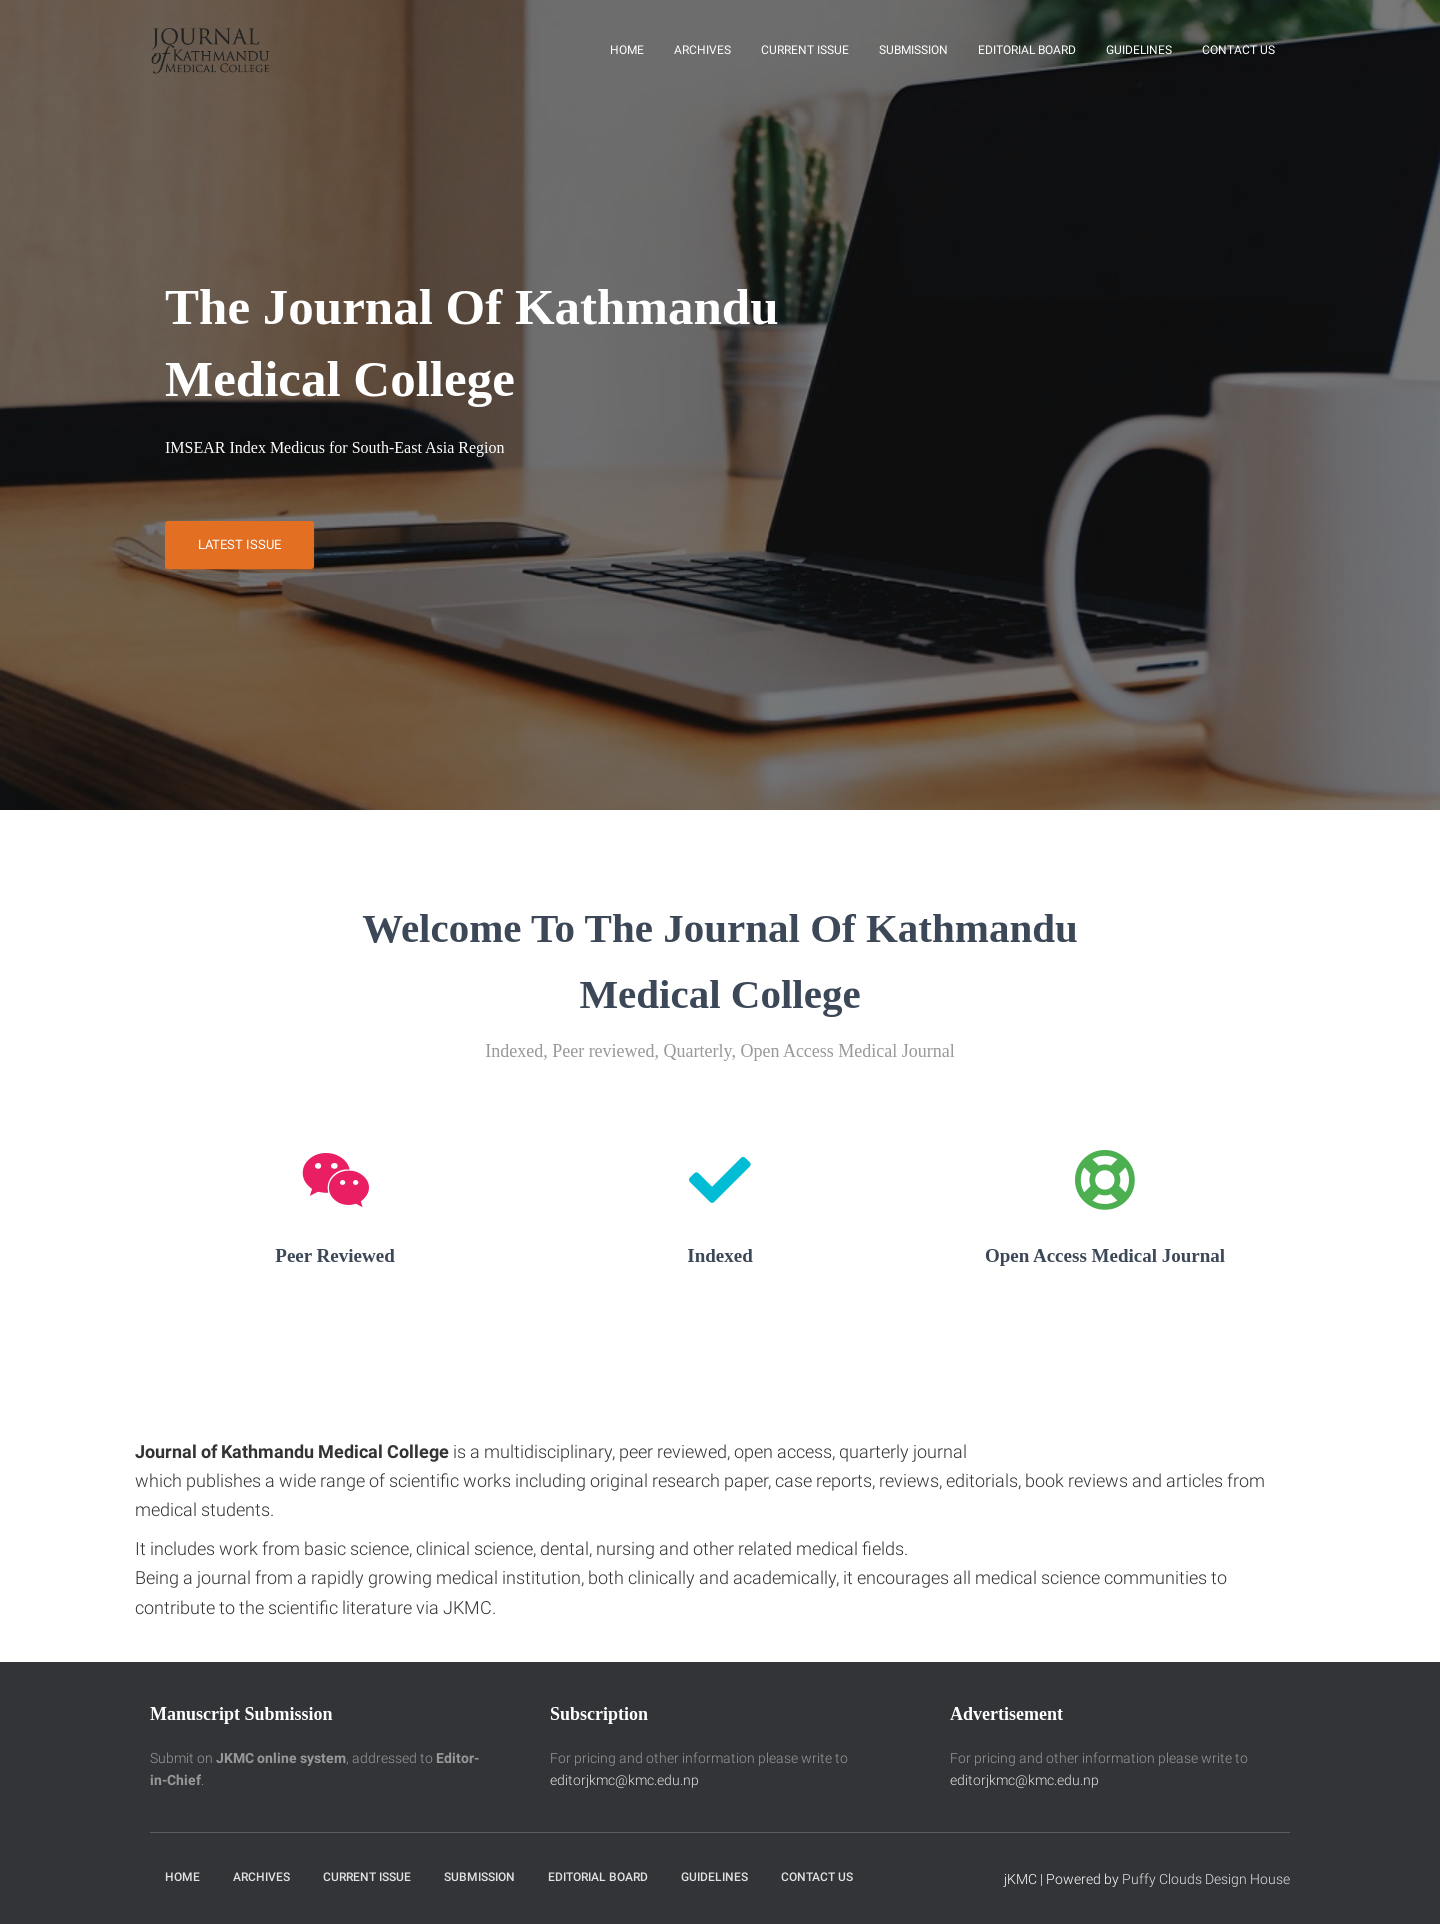 JOURNAL
of KATHMANDU
MEDICAL COLLEGE
HOME ARCHIVES CURRENT ISSUE SUBMISSION EDITORIAL BOARD GUIDELINES CONTACT US
The Journal Of Kathmandu
Medical College
IMSEAR Index Medicus for South-East Asia Region
LATEST ISSUE
Welcome To The Journal Of Kathmandu
Medical College
Indexed, Peer reviewed, Quarterly, Open Access Medical Journal
Peer Reviewed
Indexed
Open Access Medical Journal
Journal of Kathmandu Medical College is a multidisciplinary, peer reviewed, open access, quarterly journal
which publishes a wide range of scientific works including original research paper, case reports, reviews, editorials, book reviews and articles from
medical students.
It includes work from basic science, clinical science, dental, nursing and other related medical fields.
Being a journal from a rapidly growing medical institution, both clinically and academically, it encourages all medical science communities to
contribute to the scientific literature via JKMC.
Manuscript Submission
Submit on JKMC online system, addressed to Editor-
in-Chief.
Subscription
For pricing and other information please write to
editorjkmc@kmc.edu.np
Advertisement
For pricing and other information please write to
editorjkmc@kmc.edu.np
HOME ARCHIVES CURRENT ISSUE SUBMISSION EDITORIAL BOARD GUIDELINES CONTACT US
jKMC | Powered by Puffy Clouds Design House